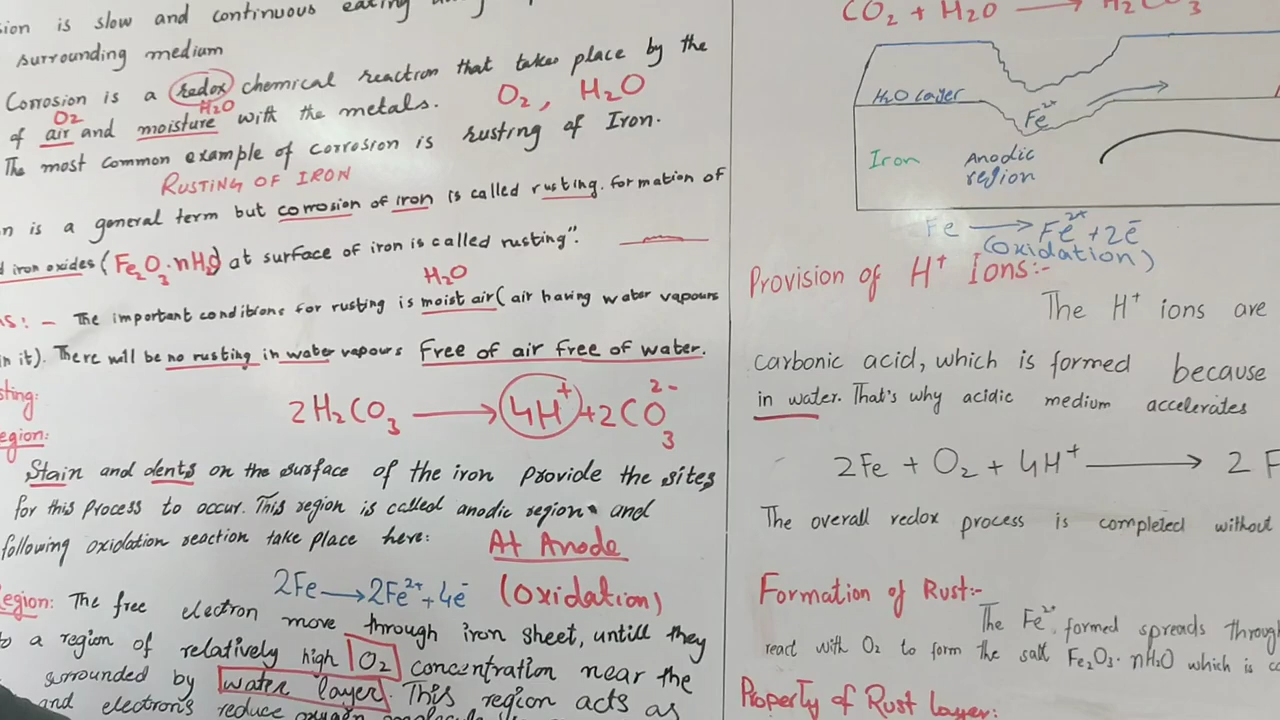 sion is slow and continuous eating
surrounding medium
Corrosion is a redox chemical reaction that takes place by the
O2 H2O O2, H2O
of air and moisture with the metals.
The most common example of corrosion is rusting of Iron.
RUSTING OF IRON
n is a general term but corrosion of iron is called rusting. formation of
d iron oxides (Fe2O3.nH2O) at surface of iron is called rusting".
H2O
ns:- The important conditions for rusting is moist air (air having water vapours
in it). There will be no rusting in water vapours Free of air free of water.
sting:
2H2CO3 → 4H+ + 2CO3 2-
egion:
Stain and dents on the surface of the iron provide the sites
for this process to occur. This region is called anodic region. and
following oxidation reaction take place here: At Anode
2Fe → 2Fe2+ + 4ē (Oxidation)
Region: The free electron move through iron sheet, untill they
to a region of relatively high O2 concentration near the
surrounded by water layer. This region acts as
and electrons reduce oxygen
CO2 + H2O → H2CO3
H2O layer
Fe2+
Iron Anodic
region
Fe → Fe2+ + 2ē
(Oxidation)
Provision of H+ Ions:-
The H+ ions are
carbonic acid, which is formed because
in water. That's why acidic medium accelerates
2Fe + O2 + 4H+ → 2 F
The overall redox process is completed without
Formation of Rust:-
The Fe2+ formed spreads through
react with O2 to form the salt Fe2O3.nH2O which is c
Property of Rust layer: